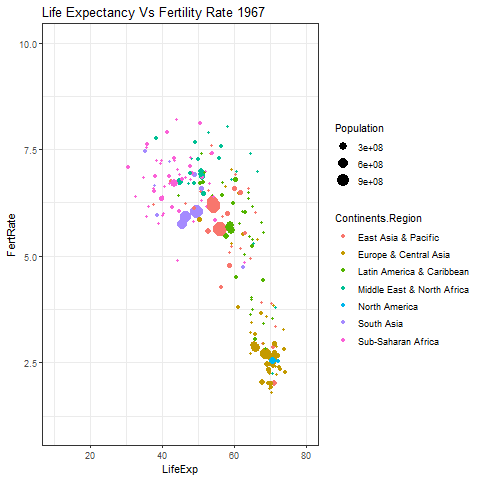 Life Expectancy Vs Fertility Rate 1967
10.0
7.5
5.0
2.5
FertRate
20
40
60
80
LifeExp
Population
3e+08
6e+08
9e+08
Continents.Region
East Asia & Pacific
Europe & Central Asia
Latin America & Caribbean
Middle East & North Africa
North America
South Asia
Sub-Saharan Africa